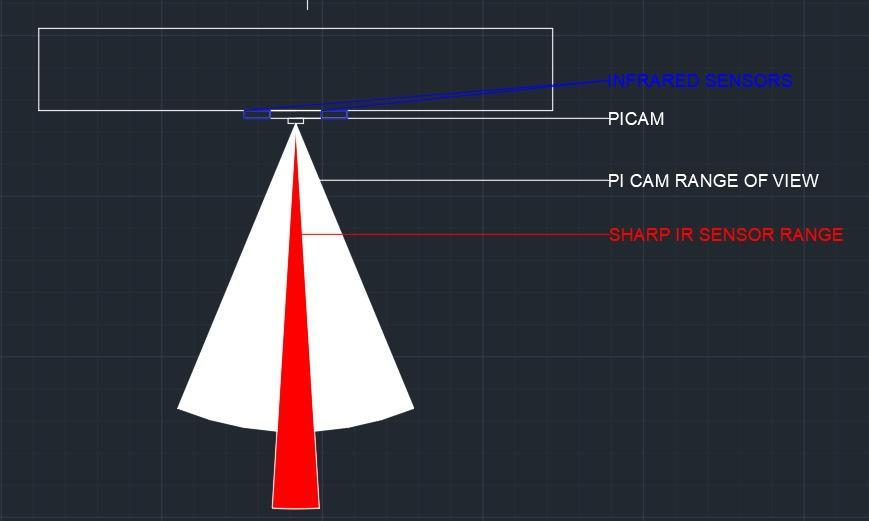 INFRARED SENSORS
PICAM
PI CAM RANGE OF VIEW
SHARP IR SENSOR RANGE